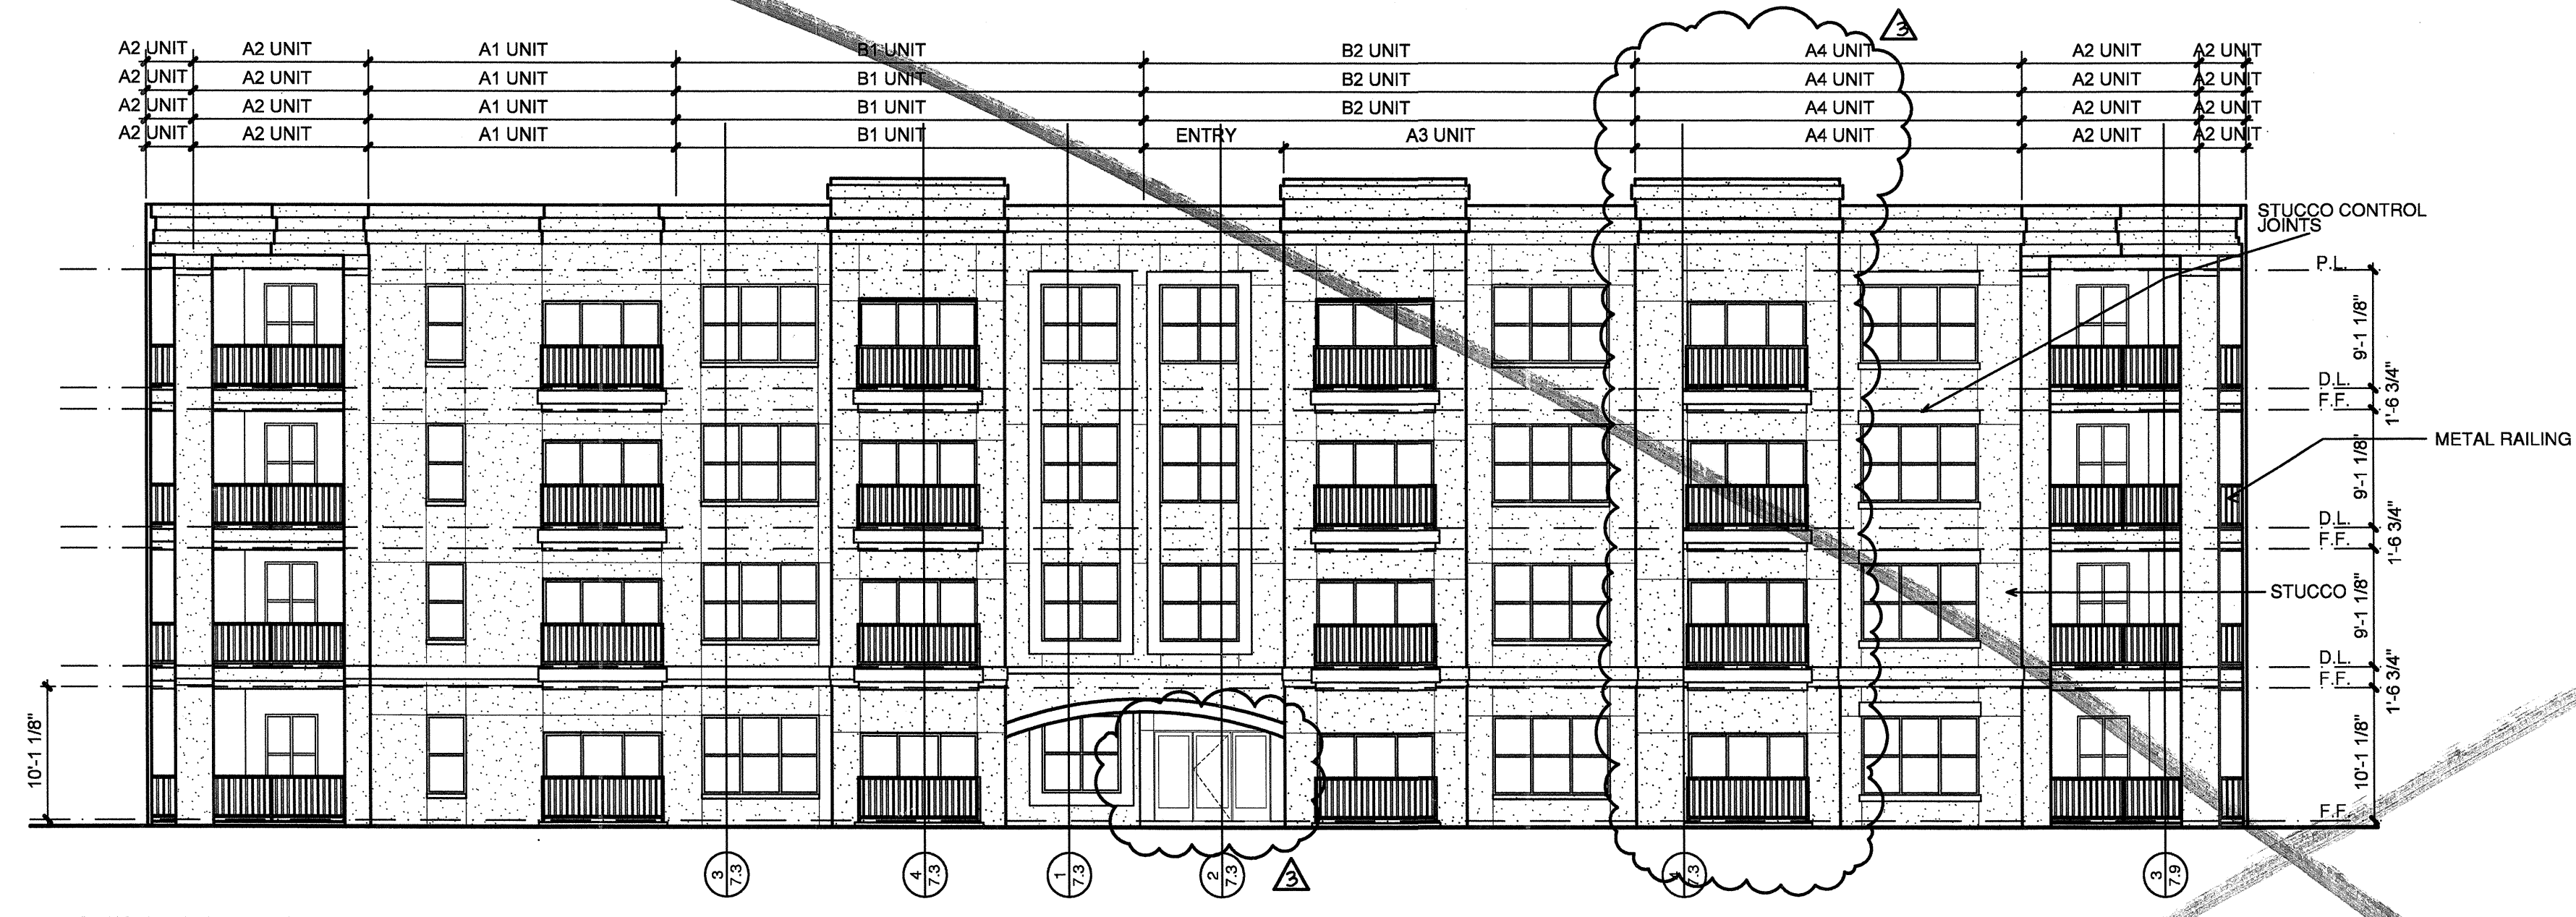 3
A2 UNIT A2 UNIT A1 UNIT B1 UNIT B2 UNIT A4 UNIT A2 UNIT A2 UNIT
A2 UNIT A2 UNIT A1 UNIT B1 UNIT B2 UNIT A4 UNIT A2 UNIT A2 UNIT
A2 UNIT A2 UNIT A1 UNIT B1 UNIT B2 UNIT A4 UNIT A2 UNIT A2 UNIT
A2 UNIT A2 UNIT A1 UNIT B1 UNIT ENTRY A3 UNIT A4 UNIT A2 UNIT A2 UNIT
STUCCO CONTROL
JOINTS
P.L.
9'-1 1/8"
D.L.
F.F.
1'-6 3/4"
METAL RAILING
9'-1 1/8"
D.L.
F.F.
1'-6 3/4"
STUCCO
9'-1 1/8"
D.L.
F.F.
1'-6 3/4"
10'-1 1/8"
10'-1 1/8"
F.F.
3 7.3
4 7.3
1 7.3
2 7.3
3
7.3
3 7.9